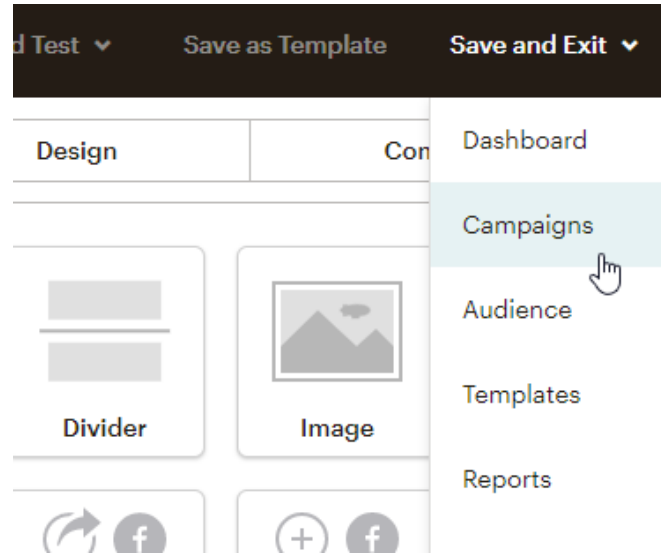 d Test
Save as Template
Save and Exit
Design
Con
Dashboard
Campaigns
Audience
Templates
Reports
Divider
Image
f
f